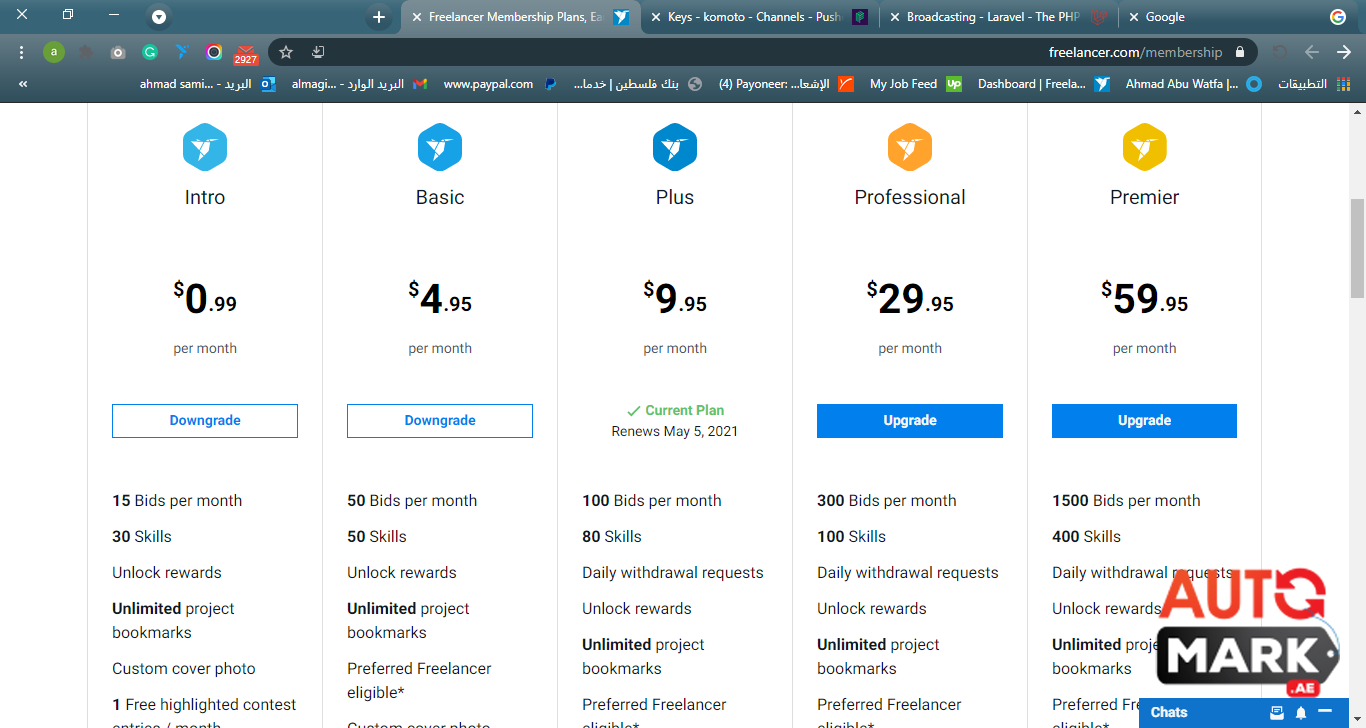 Freelancer Membership Plans, Ea
Keys - komoto - Channels - Push
Broadcasting - Laravel - The PHP
Google
a
2927
freelancer.com/membership
ahmad sami... - البريد
almagi... - البريد الوارد
www.paypal.com
بنك فلسطين | خدما...
(4) Payoneer: ...الإشعا
My Job Feed
Up
Dashboard | Freela...
Ahmad Abu Watfa |...
التطبيقات
Intro
Basic
Plus
Professional
Premier
$0.99
$4.95
$9.95
$29.95
$59.95
per month
per month
per month
per month
per month
Downgrade
Downgrade
Current Plan
Renews May 5, 2021
Upgrade
Upgrade
15 Bids per month
30 Skills
Unlock rewards
Unlimited project
bookmarks
Custom cover photo
1 Free highlighted contest
entries / month
50 Bids per month
50 Skills
Unlock rewards
Unlimited project
bookmarks
Preferred Freelancer
eligible*
Custom cover photo
100 Bids per month
80 Skills
Daily withdrawal requests
Unlock rewards
Unlimited project
bookmarks
Preferred Freelancer
eligible*
300 Bids per month
100 Skills
Daily withdrawal requests
Unlock rewards
Unlimited project
bookmarks
Preferred Freelancer
eligible*
1500 Bids per month
400 Skills
Daily withdrawal requests
Unlock rewards
Unlimited proje
bookmarks
Preferred Freelancer
AUTO
MARK
.AE
Chats